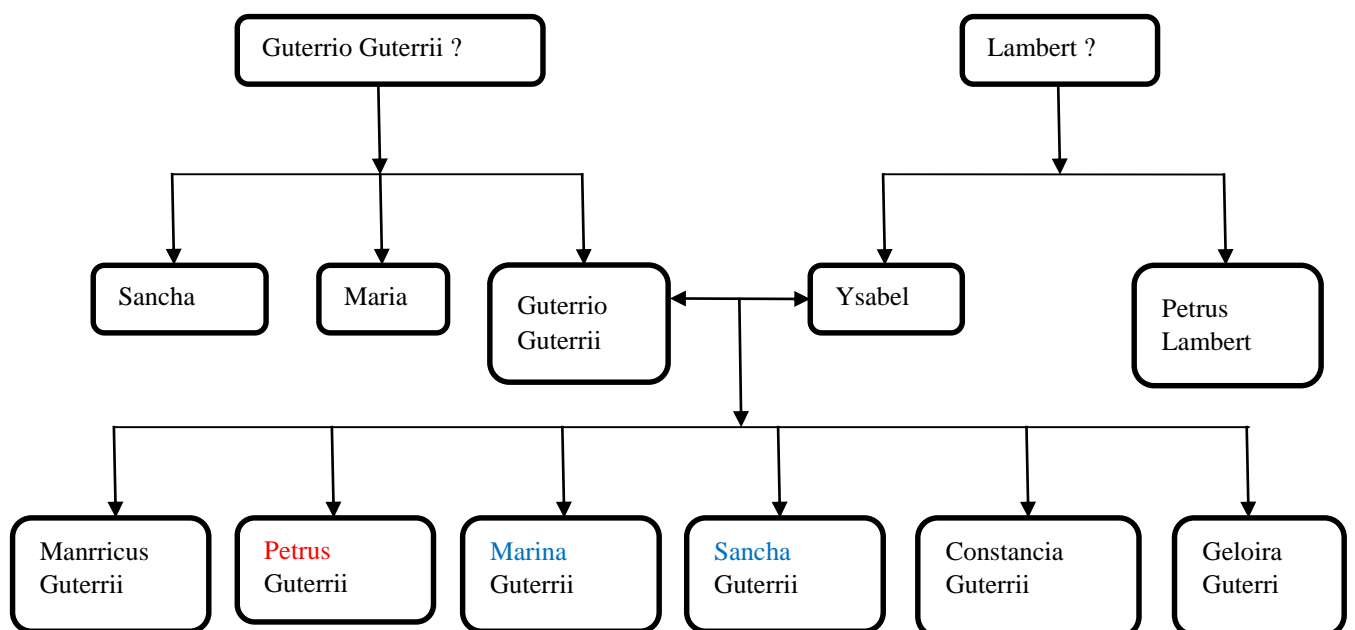 Guterrio Guterrii ?
Lambert ?
Sancha
Maria
Guterrio
Guterrii
Ysabel
Petrus
Lambert
Manrricus
Guterrii
Petrus
Guterrii
Marina
Guterrii
Sancha
Guterrii
Constancia
Guterrii
Geloira
Guterri